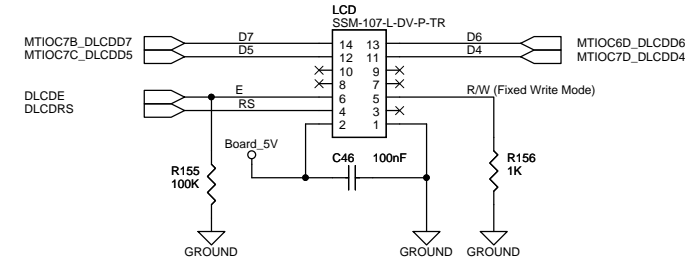 LCD
SSM-107-L-DV-P-TR
MTIOC7B_DLCDD7 D7 14 13 D6 MTIOC6D_DLCDD6
MTIOC7C_DLCDD5 D5 12 11 D4 MTIOC7D_DLCDD4
10 9
8 7
DLCDE E 6 5 R/W (Fixed Write Mode)
DLCDRS RS 4 3
2 1
Board_5V
C46 100nF
R155
100K
R156
1K
GROUND GROUND GROUND